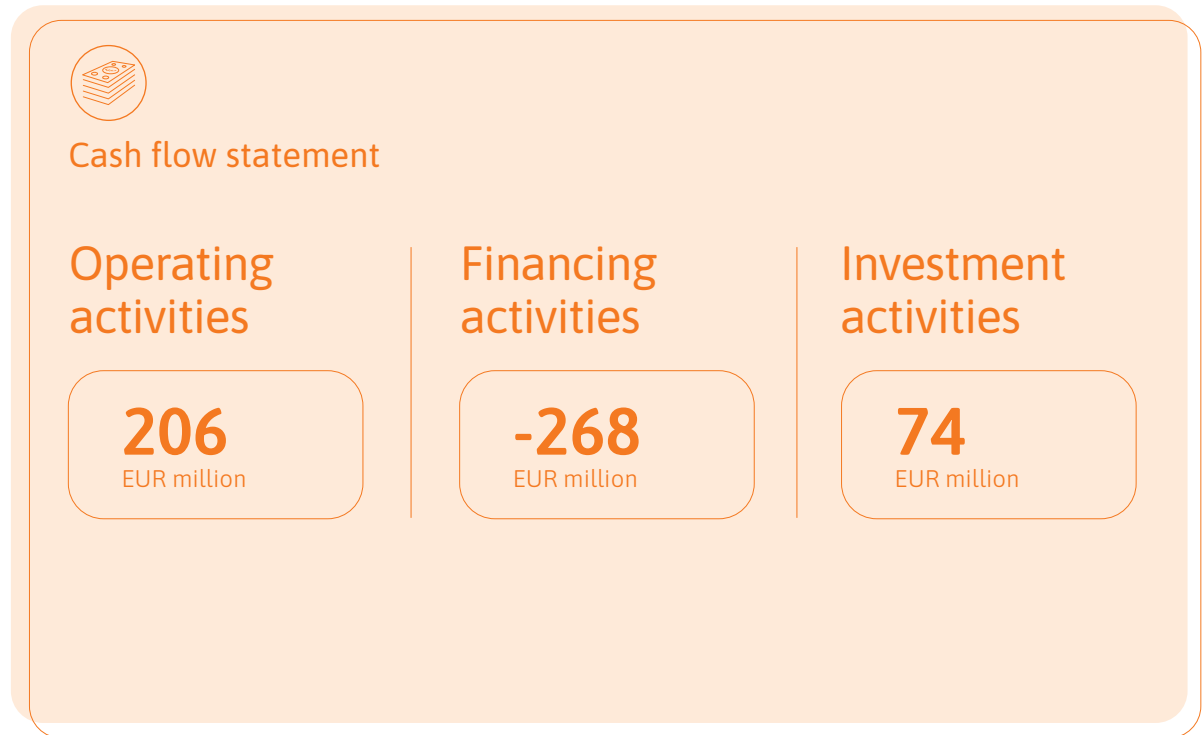 Cash flow statement
Operating
activities
206
EUR million
Financing
activities
-268
EUR million
Investment
activities
74
EUR million